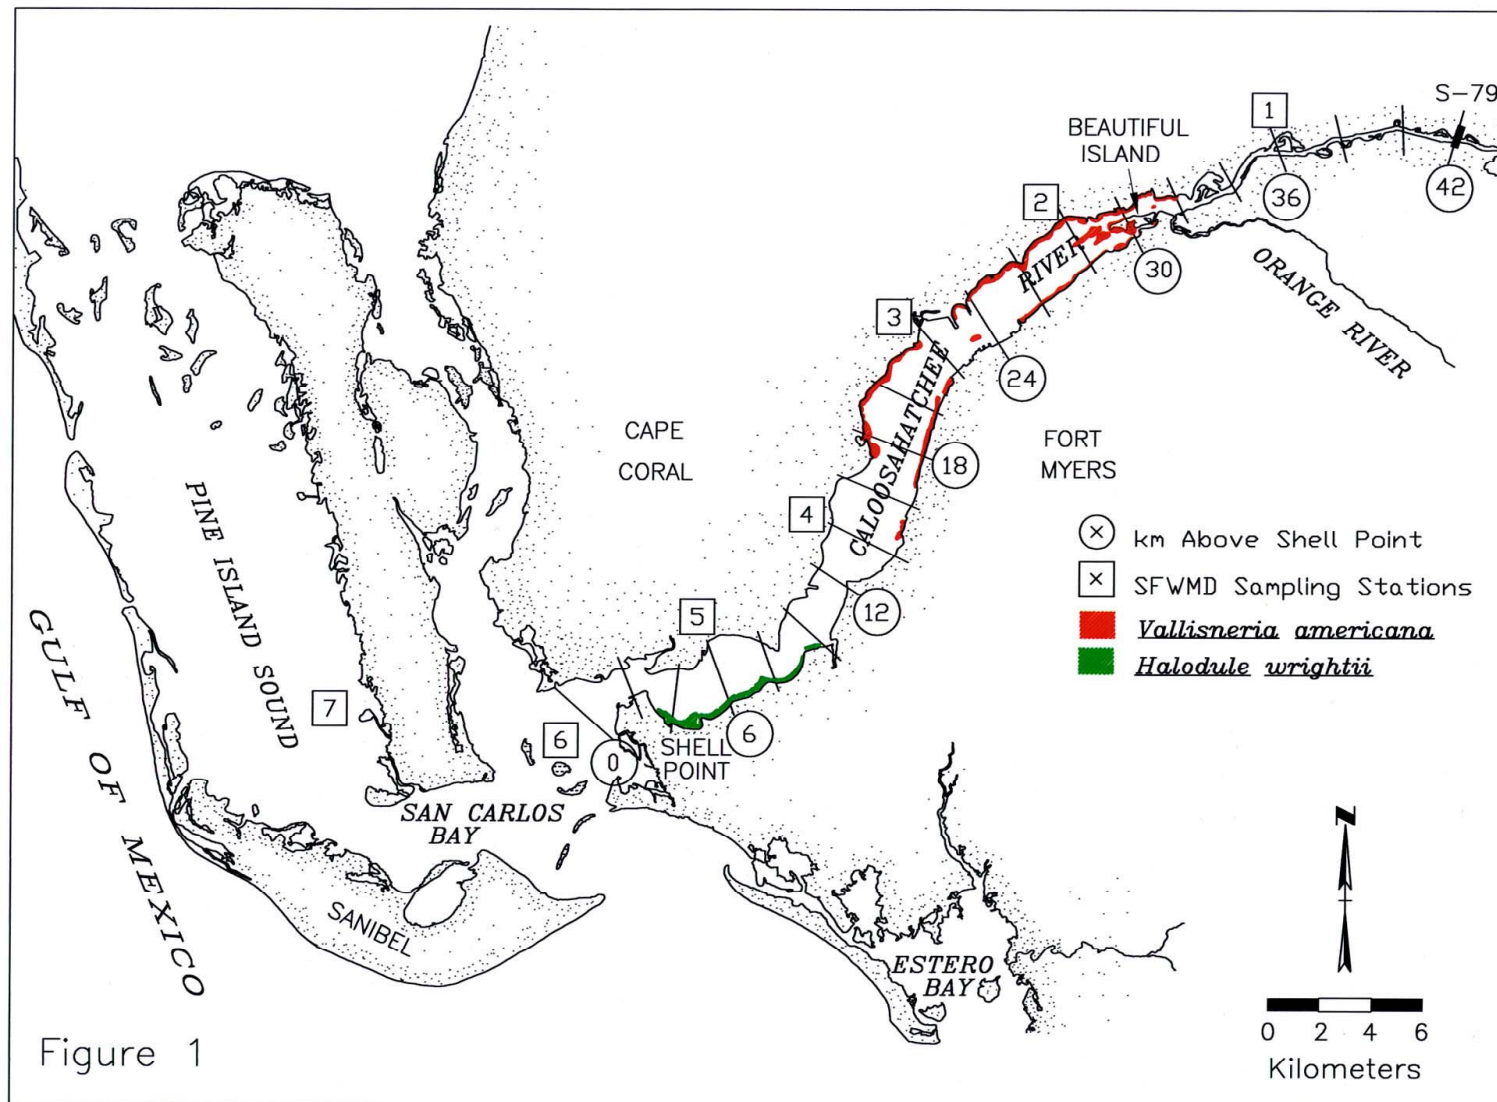 S-79
1
BEAUTIFUL
ISLAND
36
42
2
RIVER
30
ORANGE RIVER
3
24
CALOOSAHATCHEE
CAPE
CORAL
FORT
MYERS
18
4
PINE ISLAND SOUND
12
5
6
SHELL
POINT
7
6
0
GULF OF MEXICO
SAN CARLOS
BAY
SANIBEL
ESTERO
BAY
× km Above Shell Point
× SFWMD Sampling Stations
Vallisneria americana
Halodule wrightii
N
0 2 4 6
Kilometers
Figure 1